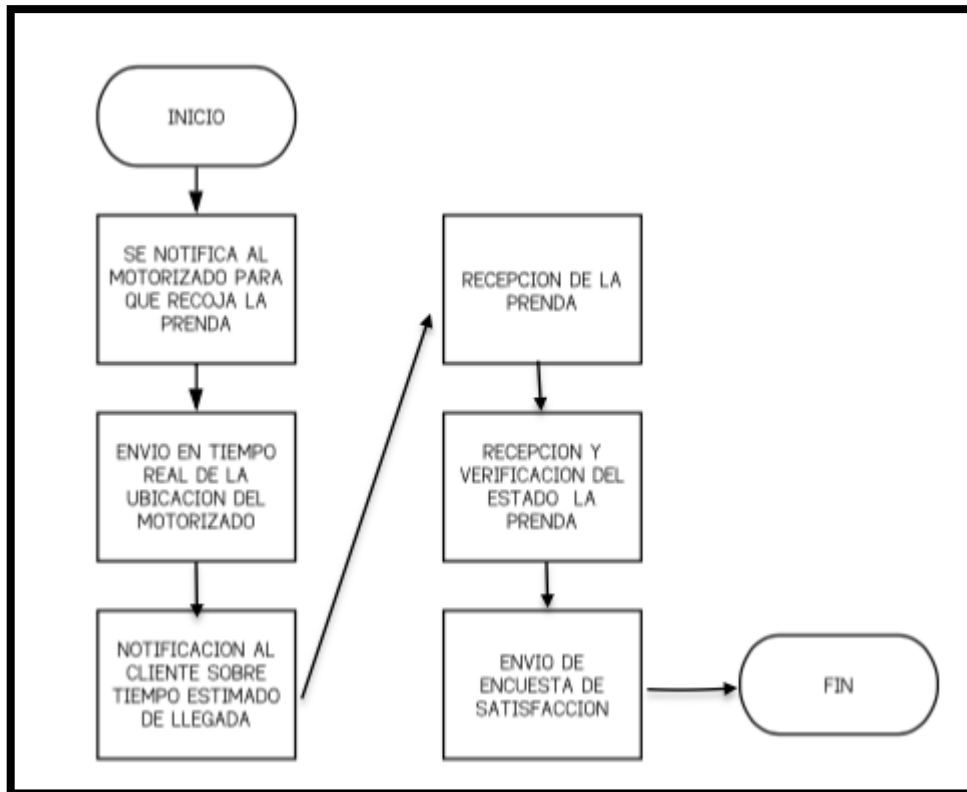 INICIO
SE NOTIFICA AL
MOTORIZADO PARA
QUE RECOJA LA
PRENDA
ENVIO EN TIEMPO
REAL DE LA
UBICACION DEL
MOTORIZADO
NOTIFICACION AL
CLIENTE SOBRE
TIEMPO ESTIMADO
DE LLEGADA
RECEPCION DE LA
PRENDA
RECEPCION Y
VERIFICACION DEL
ESTADO LA
PRENDA
ENVIO DE
ENCUESTA DE
SATISFACCION
FIN